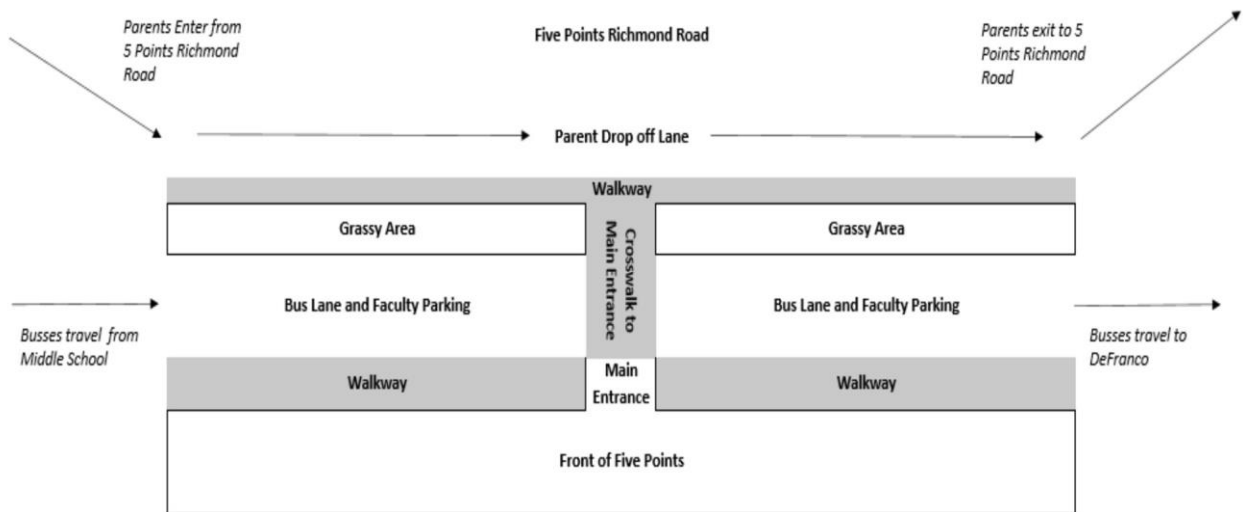 Parents Enter from
5 Points Richmond
Road
Five Points Richmond Road
Parents exit to 5
Points Richmond
Road
Parent Drop off Lane
Walkway
Grassy Area
Crosswalk to
Main Entrance
Grassy Area
Busses travel from
Middle School
Bus Lane and Faculty Parking
Bus Lane and Faculty Parking
Busses travel to
DeFranco
Walkway
Main
Entrance
Walkway
Front of Five Points